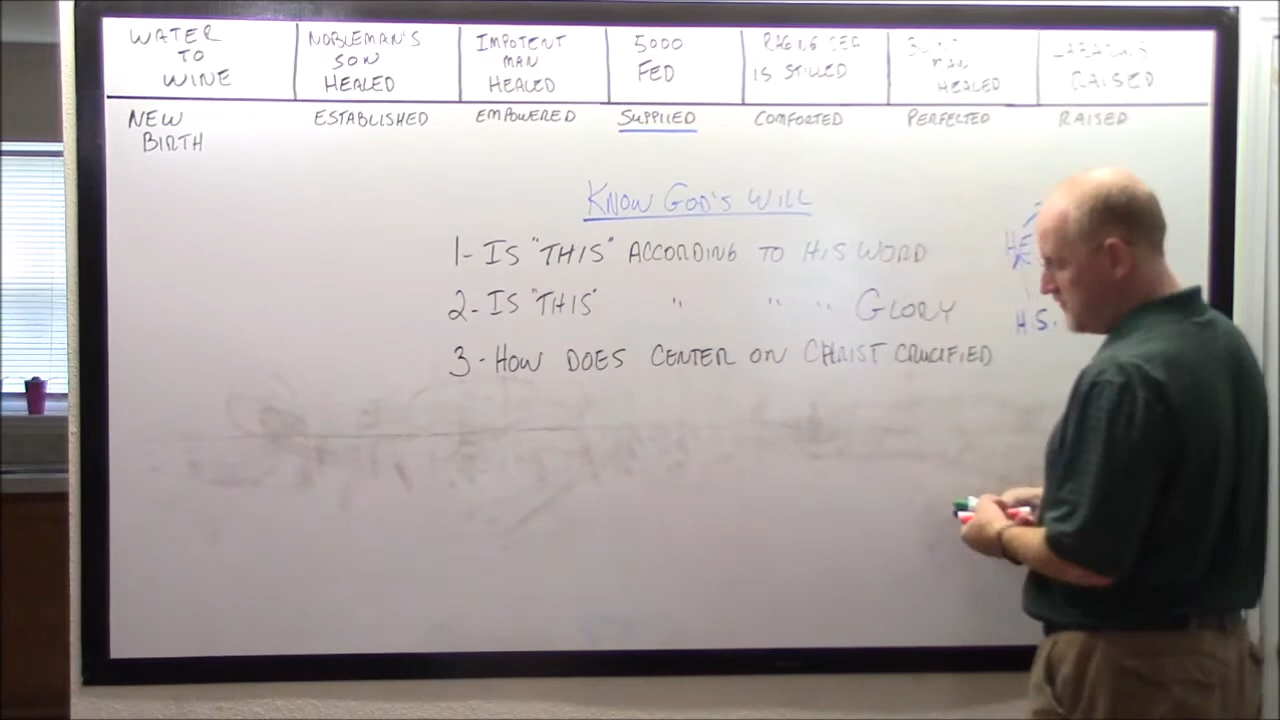 WATER
TO
WINE
NOBLEMAN'S
SON
HEALED
IMPOTENT
MAN
HEALED
5000
FED
RAGING SEA
IS STILLED
MAN
HEALED
RAISED
NEW
BIRTH
ESTABLISHED
EMPOWERED
SUPPLIED
COMFORTED
PERFECTED
RAISED
KNOW GOD'S WILL
1- IS "THIS" ACCORDING TO HIS WORD
2- IS "THIS" " " " GLORY
3- HOW DOES CENTER ON CHRIST CRUCIFIED
HE
H.S.